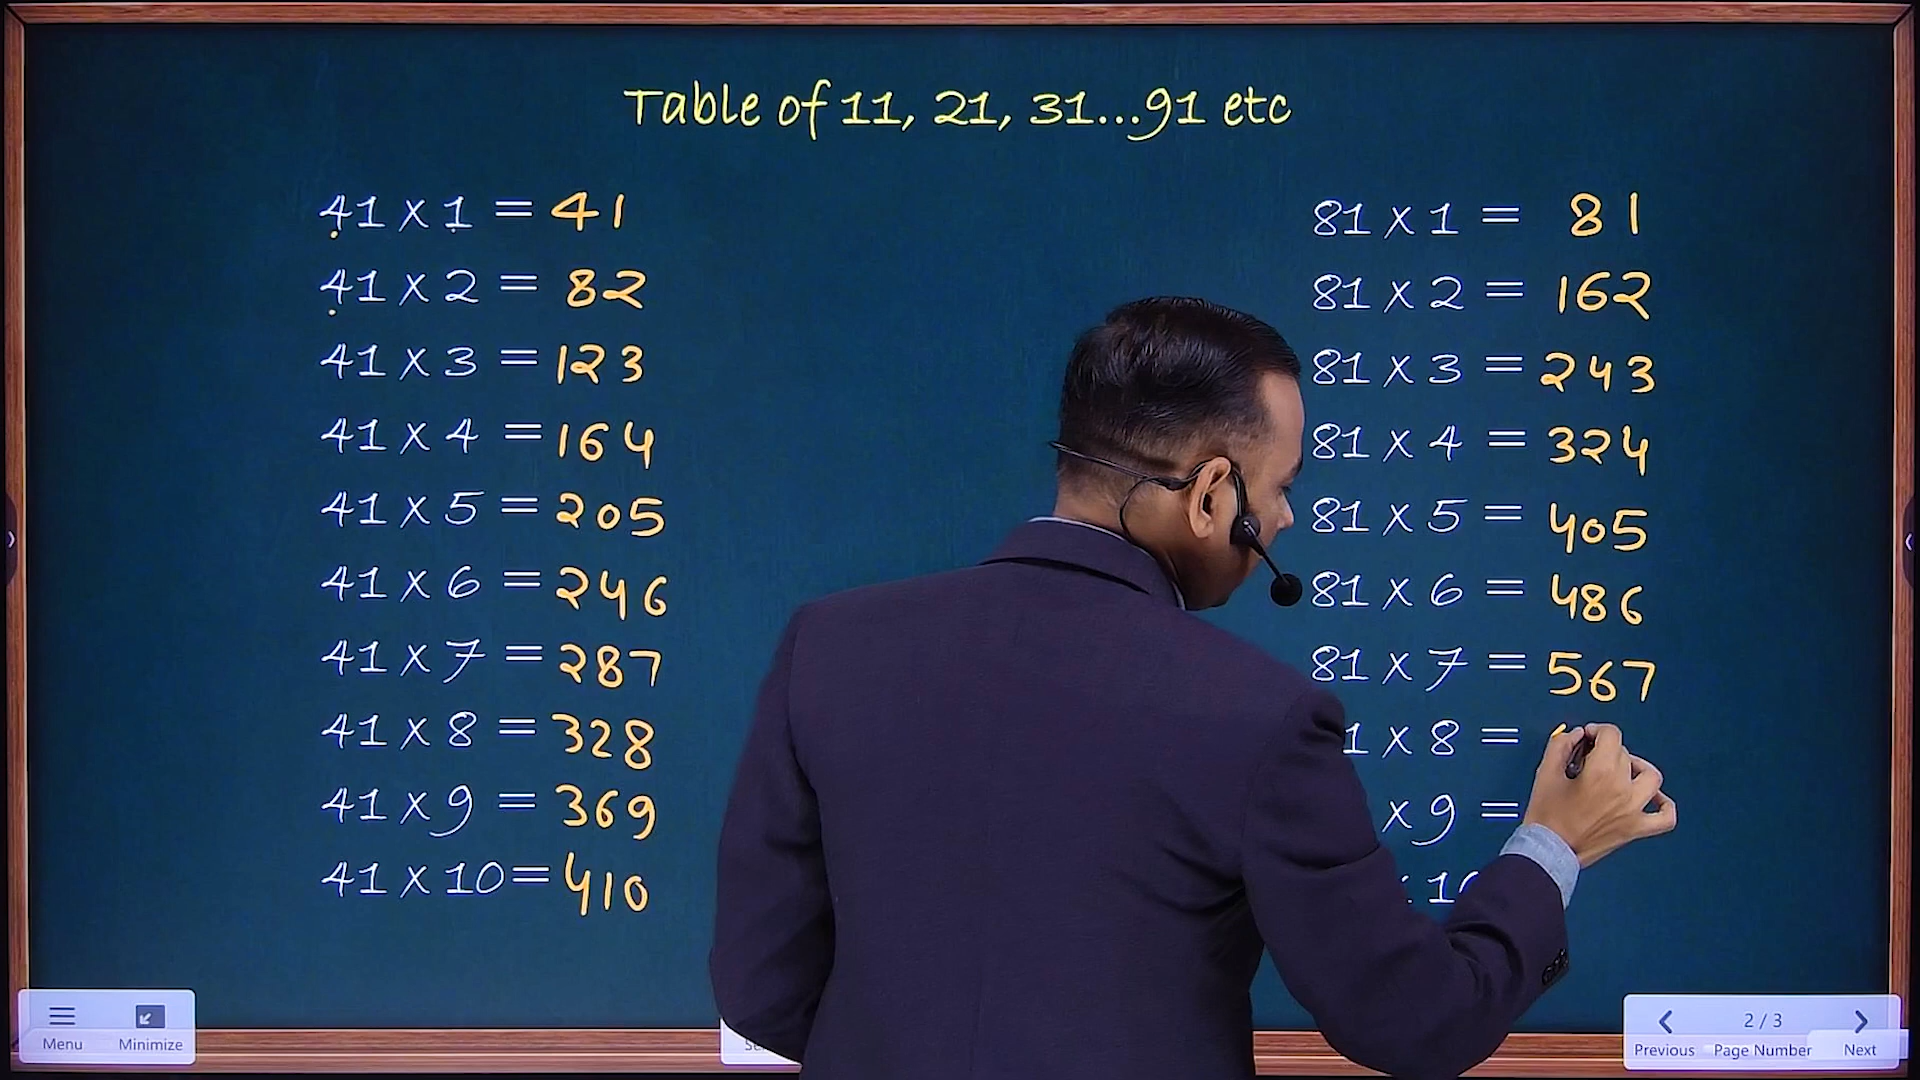 Table of 11, 21, 31...91 etc
41 x 1 = 41
41 x 2 = 82
41 x 3 = 123
41 x 4 = 164
41 x 5 = 205
41 x 6 = 246
41 x 7 = 287
41 x 8 = 328
41 x 9 = 369
41 x 10 = 410
81 x 1 = 81
81 x 2 = 162
81 x 3 = 243
81 x 4 = 324
81 x 5 = 405
81 x 6 = 486
81 x 7 = 567
1 x 8 =
x 9 =
Menu
Minimize
2 / 3
Previous
Page Number
Next